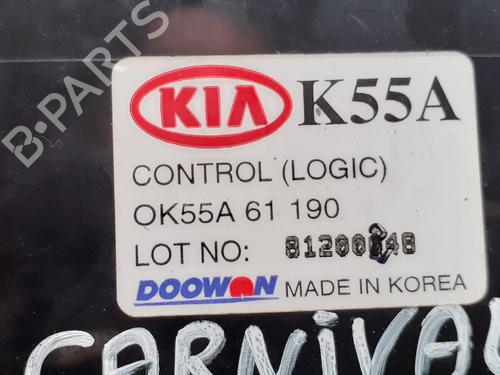 B-PARTS
KIA K55A
CONTROL (LOGIC)
OK55A 61 190
LOT NO:
DOOWON MADE IN KOREA
CARNIVAL